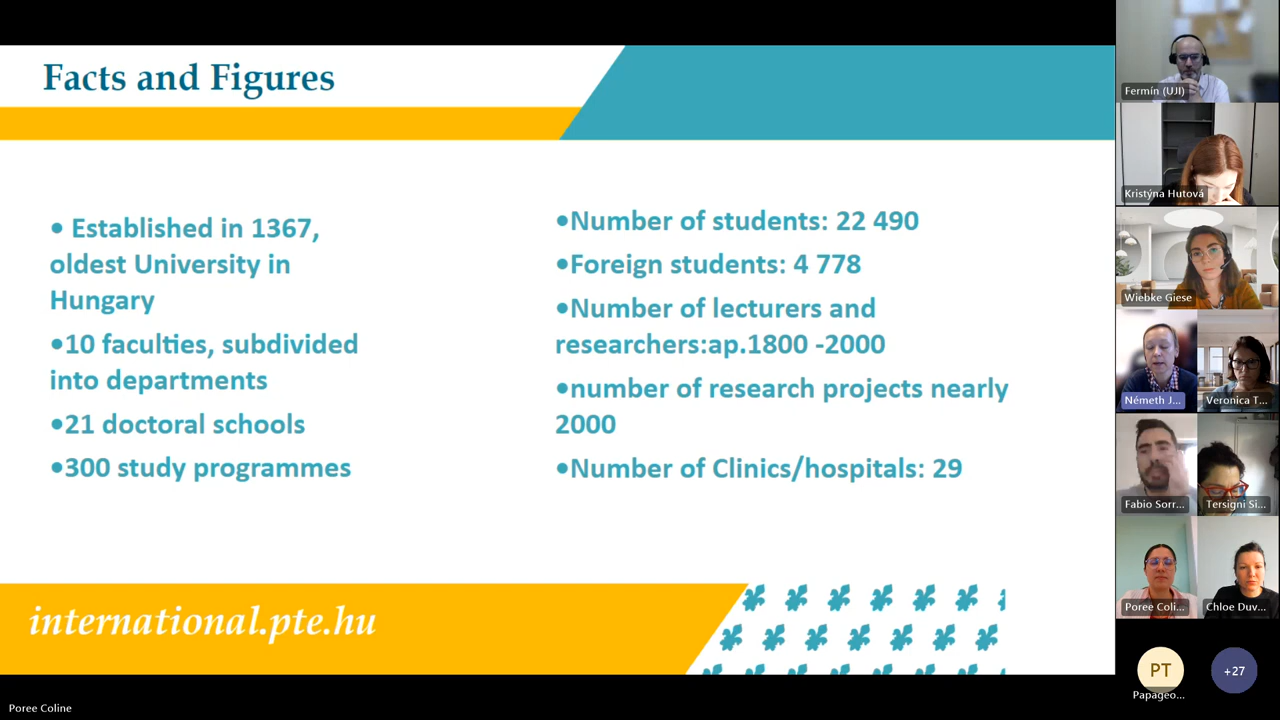 Facts and Figures
• Established in 1367,
oldest University in
Hungary
•10 faculties, subdivided
into departments
•21 doctoral schools
•300 study programmes
•Number of students: 22 490
•Foreign students: 4 778
•Number of lecturers and
researchers:ap.1800 -2000
•number of research projects nearly
2000
•Number of Clinics/hospitals: 29
international.pte.hu
Fermín (UJI)
Kristýna Hutová
Wiebke Giese
Németh J...
Veronica T...
Fabio Sorr...
Tersigni Si...
Poree Coli...
Chloe Duv...
PT
Papageo...
+27
Poree Coline